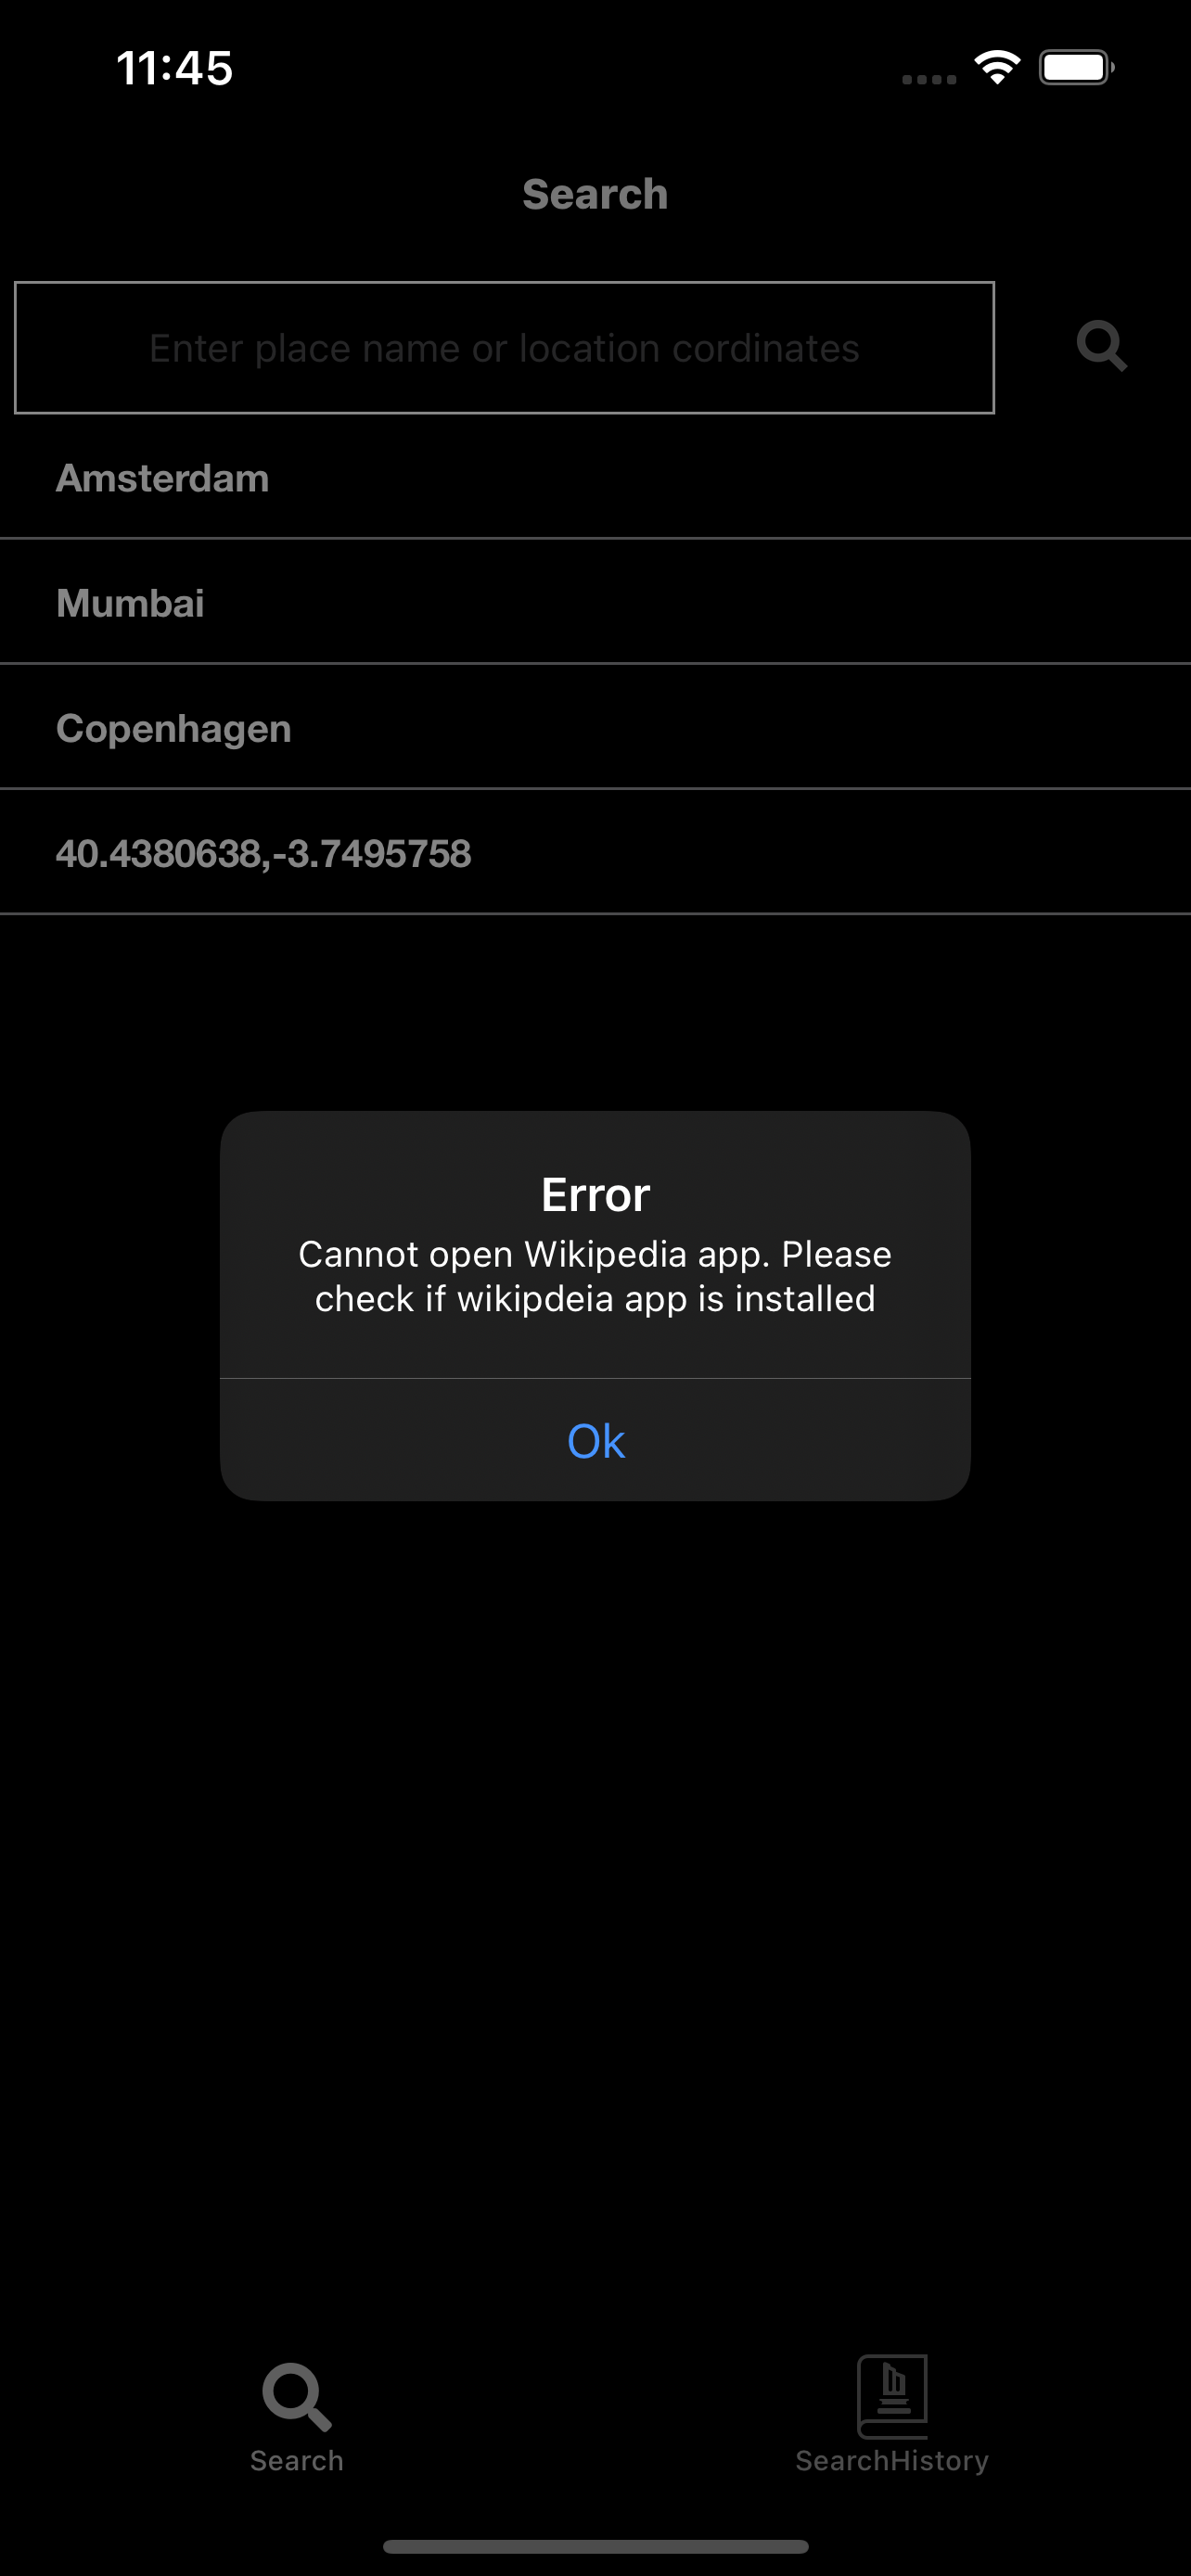 11:45
Search
Enter place name or location cordinates
Amsterdam
Mumbai
Copenhagen
40.4380638,-3.7495758
Error
Cannot open Wikipedia app. Please
check if wikipdeia app is installed
Ok
Search
SearchHistory